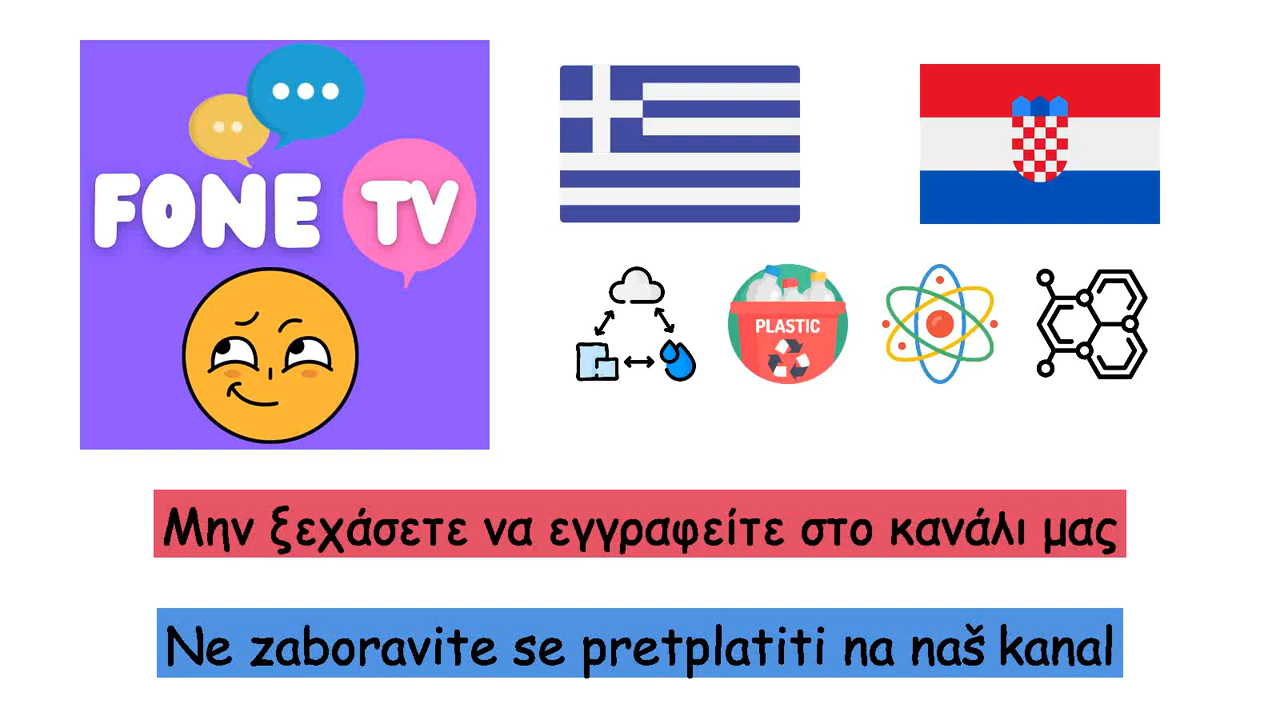 FONE TV
PLASTIC
Μην ξεχάσετε να εγγραφείτε στο κανάλι μας
Ne zaboravite se pretplatiti na naš kanal